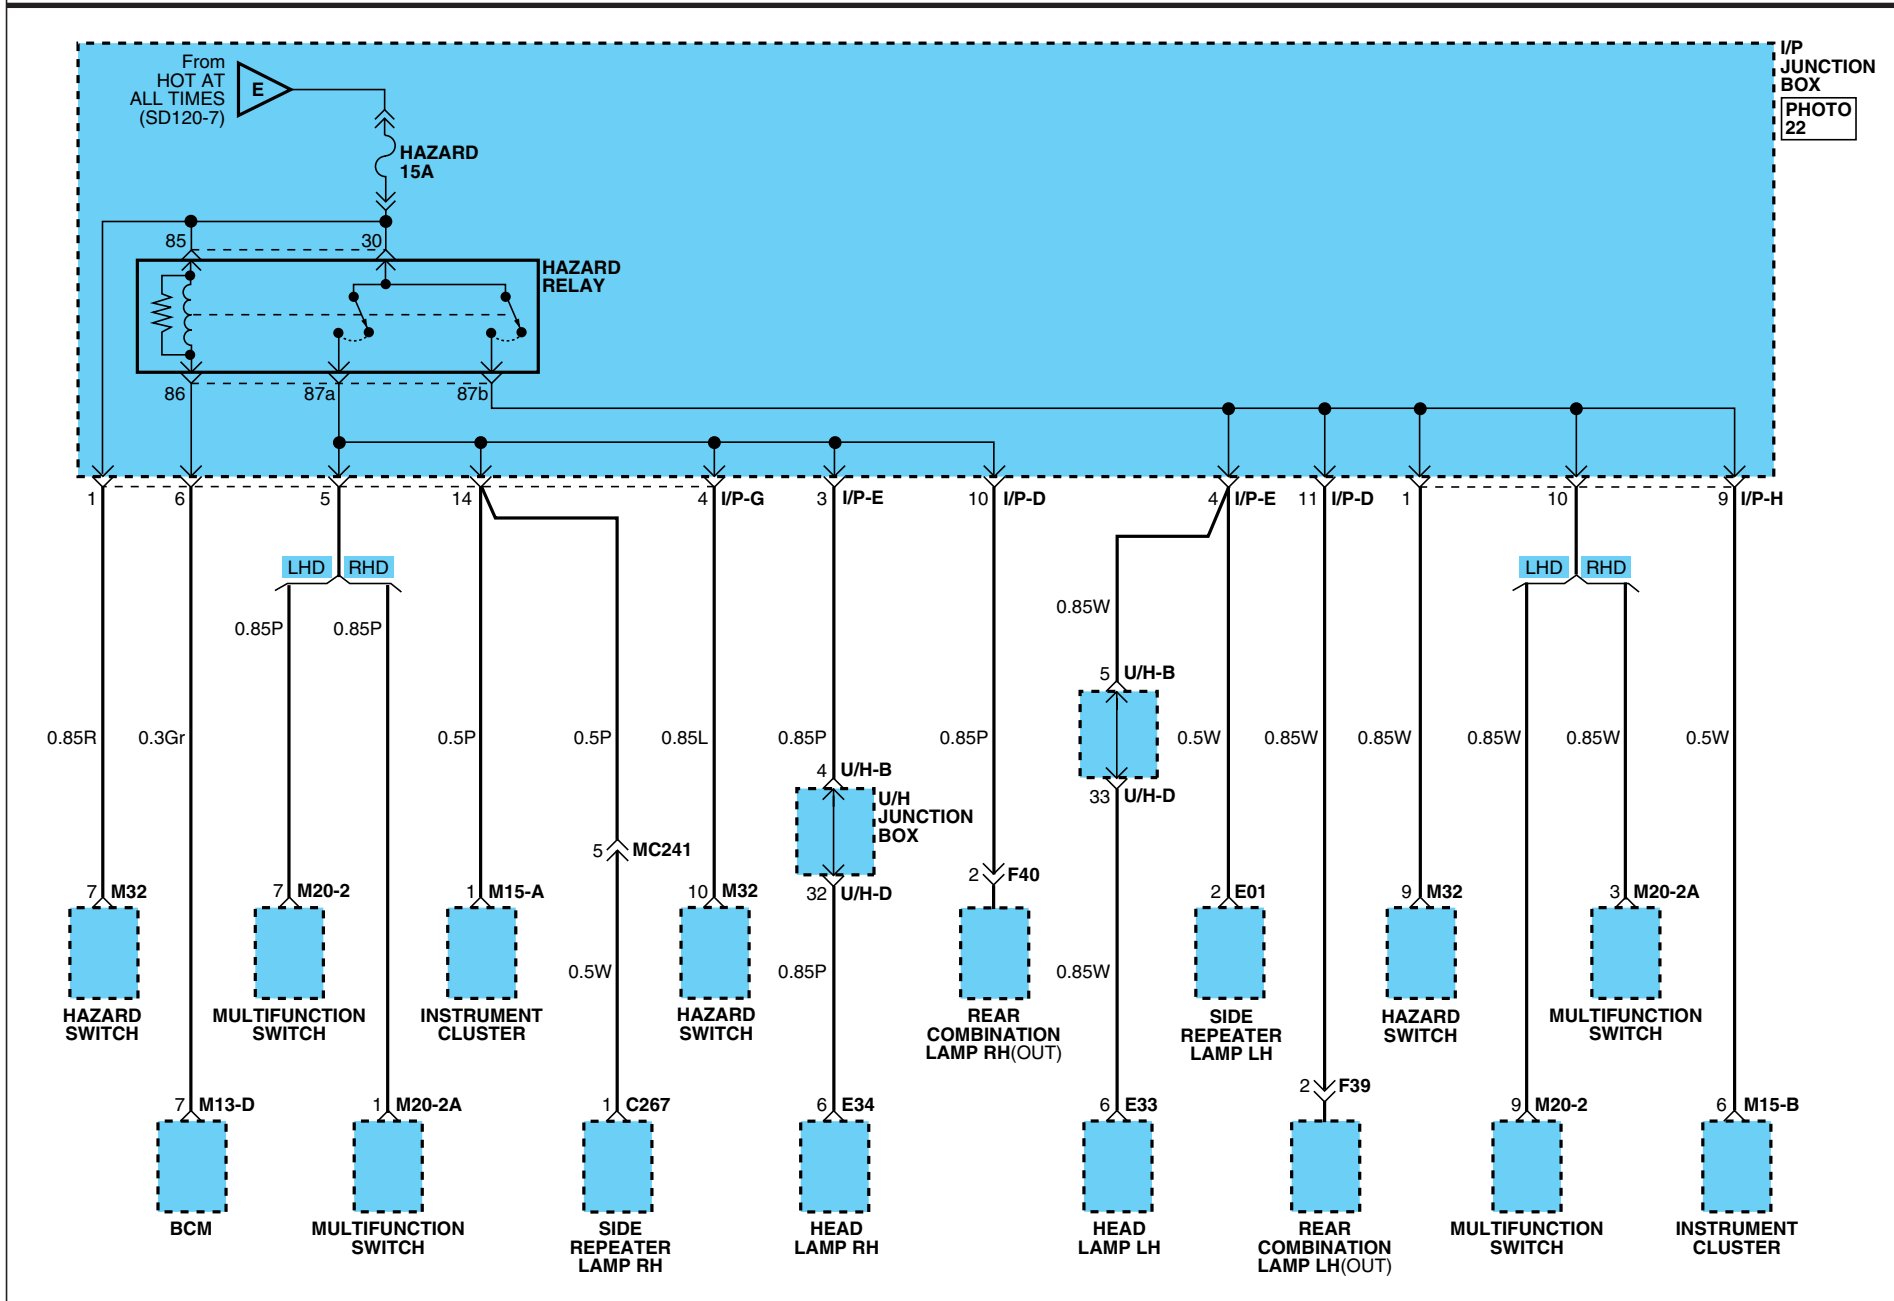 From
HOT AT
ALL TIMES
(SD120-7)
E
I/P
JUNCTION
BOX
PHOTO
22
HAZARD
15A
85
30
HAZARD
RELAY
86
87a
87b
1
6
5
14
4 I/P-G
3 I/P-E
10 I/P-D
4 I/P-E
11 I/P-D
1
10
9 I/P-H
LHD RHD
LHD RHD
0.85W
0.85P
0.85P
5 U/H-B
0.85R
0.3Gr
0.5P
0.5P
0.85L
0.85P
0.85P
0.5W
0.85W
0.85W
0.85W
0.85W
0.5W
4 U/H-B
U/H
JUNCTION
BOX
33 U/H-D
5 MC241
2 F40
7 M32
7 M20-2
1 M15-A
10 M32
32 U/H-D
2 E01
9 M32
3 M20-2A
0.5W
0.85P
0.85W
HAZARD
SWITCH
MULTIFUNCTION
SWITCH
INSTRUMENT
CLUSTER
HAZARD
SWITCH
REAR
COMBINATION
LAMP RH(OUT)
SIDE
REPEATER
LAMP LH
HAZARD
SWITCH
MULTIFUNCTION
SWITCH
2 F39
7 M13-D
1 M20-2A
1 C267
6 E34
6 E33
9 M20-2
6 M15-B
BCM
MULTIFUNCTION
SWITCH
SIDE
REPEATER
LAMP RH
HEAD
LAMP RH
HEAD
LAMP LH
REAR
COMBINATION
LAMP LH(OUT)
MULTIFUNCTION
SWITCH
INSTRUMENT
CLUSTER